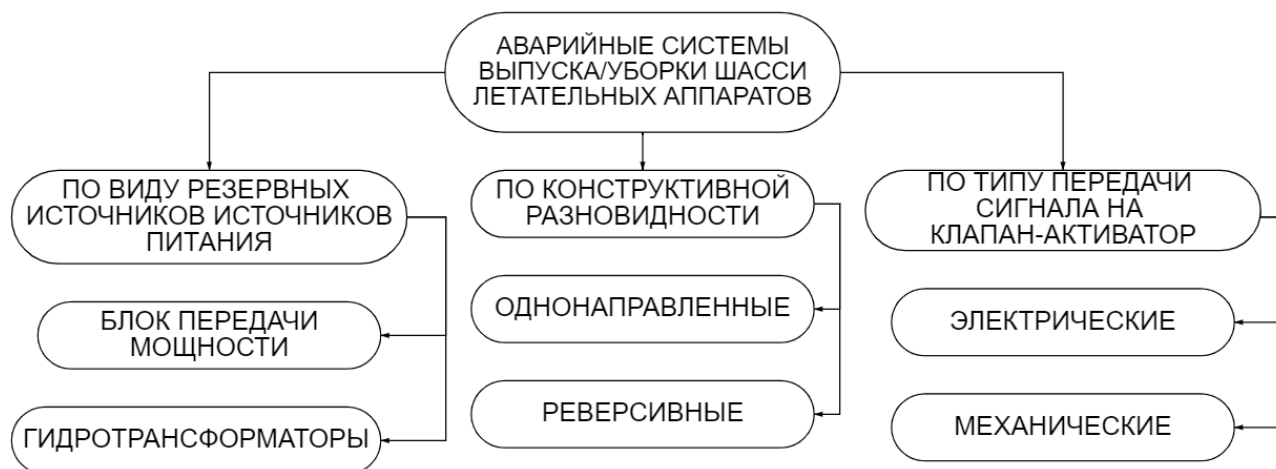 АВАРИЙНЫЕ СИСТЕМЫ
ВЫПУСКА/УБОРКИ ШАССИ
ЛЕТАТЕЛЬНЫХ АППАРАТОВ
ПО ВИДУ РЕЗЕРВНЫХ
ИСТОЧНИКОВ ИСТОЧНИКОВ
ПИТАНИЯ
БЛОК ПЕРЕДАЧИ
МОЩНОСТИ
ГИДРОТРАНСФОРМАТОРЫ
ПО КОНСТРУКТИВНОЙ
РАЗНОВИДНОСТИ
ОДНОНАПРАВЛЕННЫЕ
РЕВЕРСИВНЫЕ
ПО ТИПУ ПЕРЕДАЧИ
СИГНАЛА НА
КЛАПАН-АКТИВАТОР
ЭЛЕКТРИЧЕСКИЕ
МЕХАНИЧЕСКИЕ